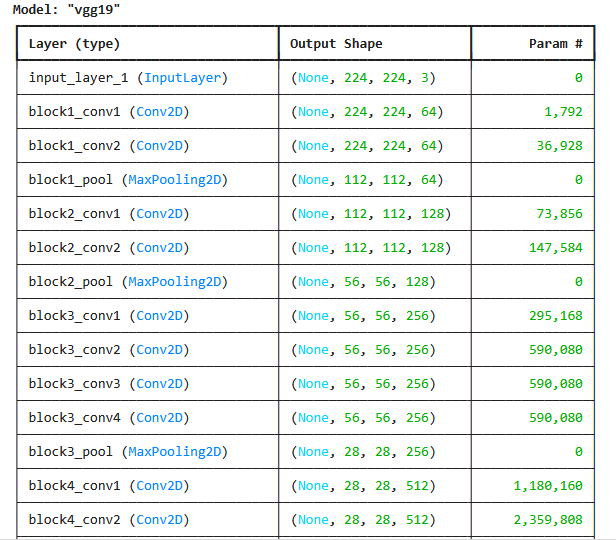 Model: "vgg19"
Layer (type) Output Shape Param #
input_layer_1 (InputLayer) (None, 224, 224, 3) 0
block1_conv1 (Conv2D) (None, 224, 224, 64) 1,792
block1_conv2 (Conv2D) (None, 224, 224, 64) 36,928
block1_pool (MaxPooling2D) (None, 112, 112, 64) 0
block2_conv1 (Conv2D) (None, 112, 112, 128) 73,856
block2_conv2 (Conv2D) (None, 112, 112, 128) 147,584
block2_pool (MaxPooling2D) (None, 56, 56, 128) 0
block3_conv1 (Conv2D) (None, 56, 56, 256) 295,168
block3_conv2 (Conv2D) (None, 56, 56, 256) 590,080
block3_conv3 (Conv2D) (None, 56, 56, 256) 590,080
block3_conv4 (Conv2D) (None, 56, 56, 256) 590,080
block3_pool (MaxPooling2D) (None, 28, 28, 256) 0
block4_conv1 (Conv2D) (None, 28, 28, 512) 1,180,160
block4_conv2 (Conv2D) (None, 28, 28, 512) 2,359,808